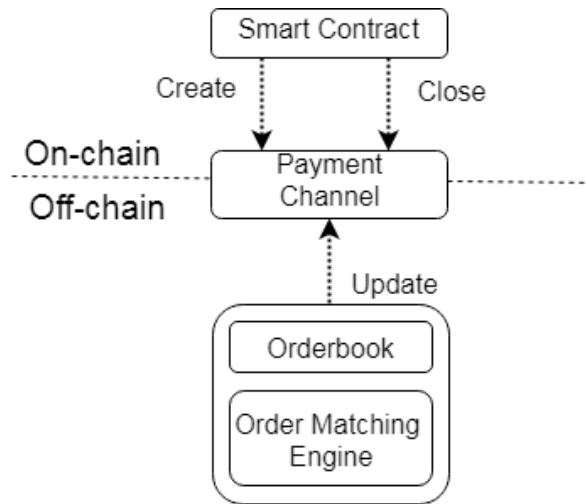 Smart Contract
Create
Close
On-chain
Payment
Channel
Off-chain
Update
Orderbook
Order Matching
Engine